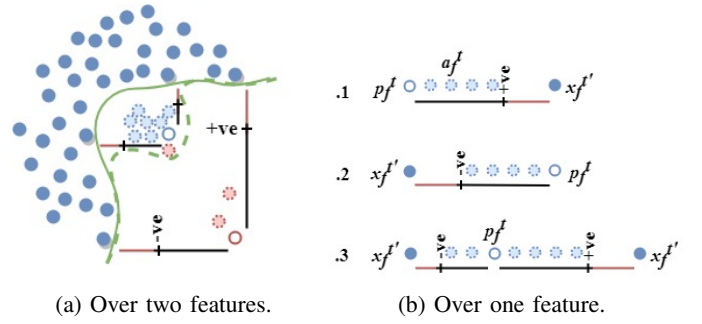 +ve
-ve
.1 p_f^t a_f^t +ve x_f^t'
.2 x_f^t' -ve p_f^t
.3 x_f^t' -ve p_f^t +ve x_f^t'
(a) Over two features.
(b) Over one feature.